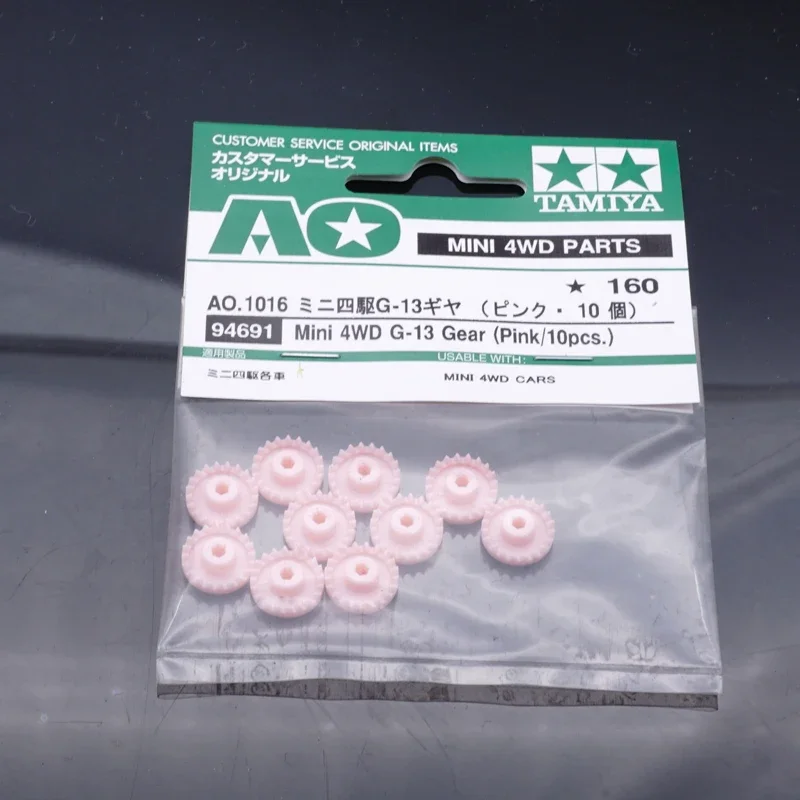 CUSTOMER SERVICE ORIGINAL ITEMS
カスタマーサービス
オリジナル
TAMIYA
AO
MINI 4WD PARTS
★ 160
AO.1016 ミニ四駆G-13ギヤ (ピンク・10個)
94691 Mini 4WD G-13 Gear (Pink/10pcs.)
適用製品 USABLE WITH:
ミニ四駆各車 MINI 4WD CARS